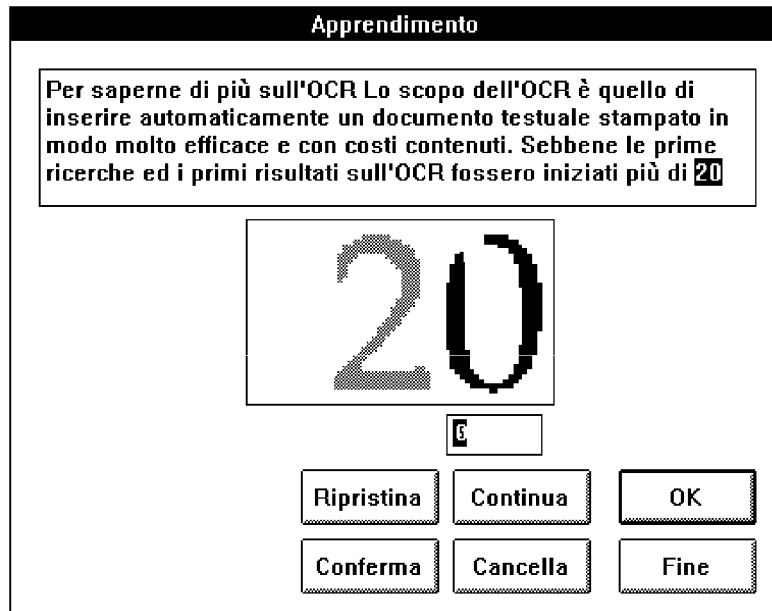 Apprendimento
Per saperne di più sull'OCR Lo scopo dell'OCR è quello di
inserire automaticamente un documento testuale stampato in
modo molto efficace e con costi contenuti. Sebbene le prime
ricerche ed i primi risultati sull'OCR fossero iniziati più di 20
20
Ripristina Continua OK
Conferma Cancella Fine